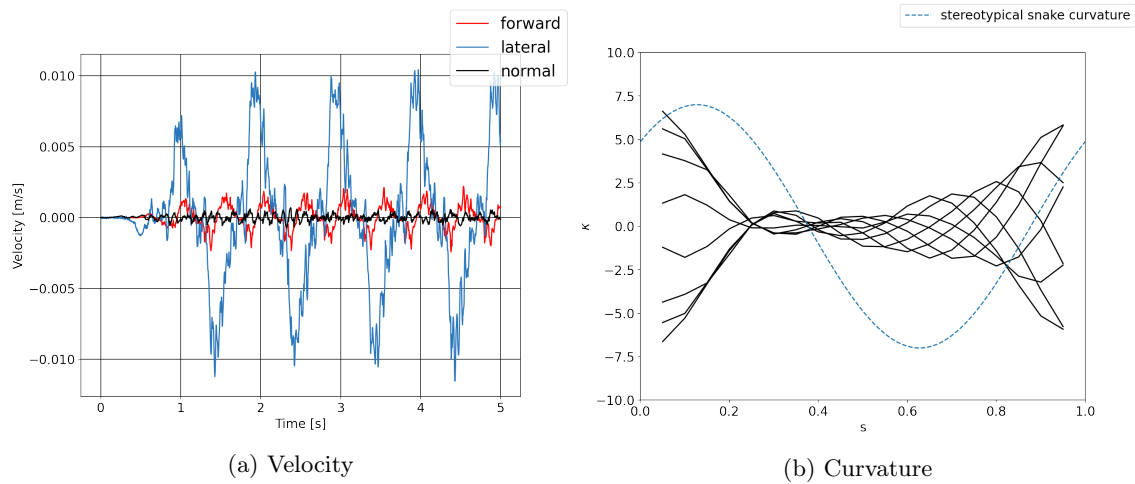 forward
lateral
normal
0.010
0.005
0.000
−0.005
−0.010
Velocity [m/s]
0 1 2 3 4 5
Time [s]
(a) Velocity
stereotypical snake curvature
10.0
7.5
5.0
2.5
0.0
−2.5
−5.0
−7.5
−10.0
κ
0.0 0.2 0.4 0.6 0.8 1.0
s
(b) Curvature